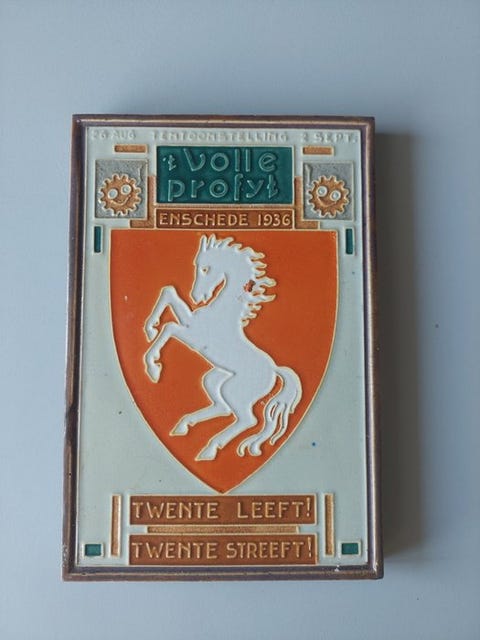 26 AUG TENTOONSTELLING 2 SEPT.
't Volle
profyt
ENSCHEDE 1936
TWENTE LEEFT!
TWENTE STREEFT!